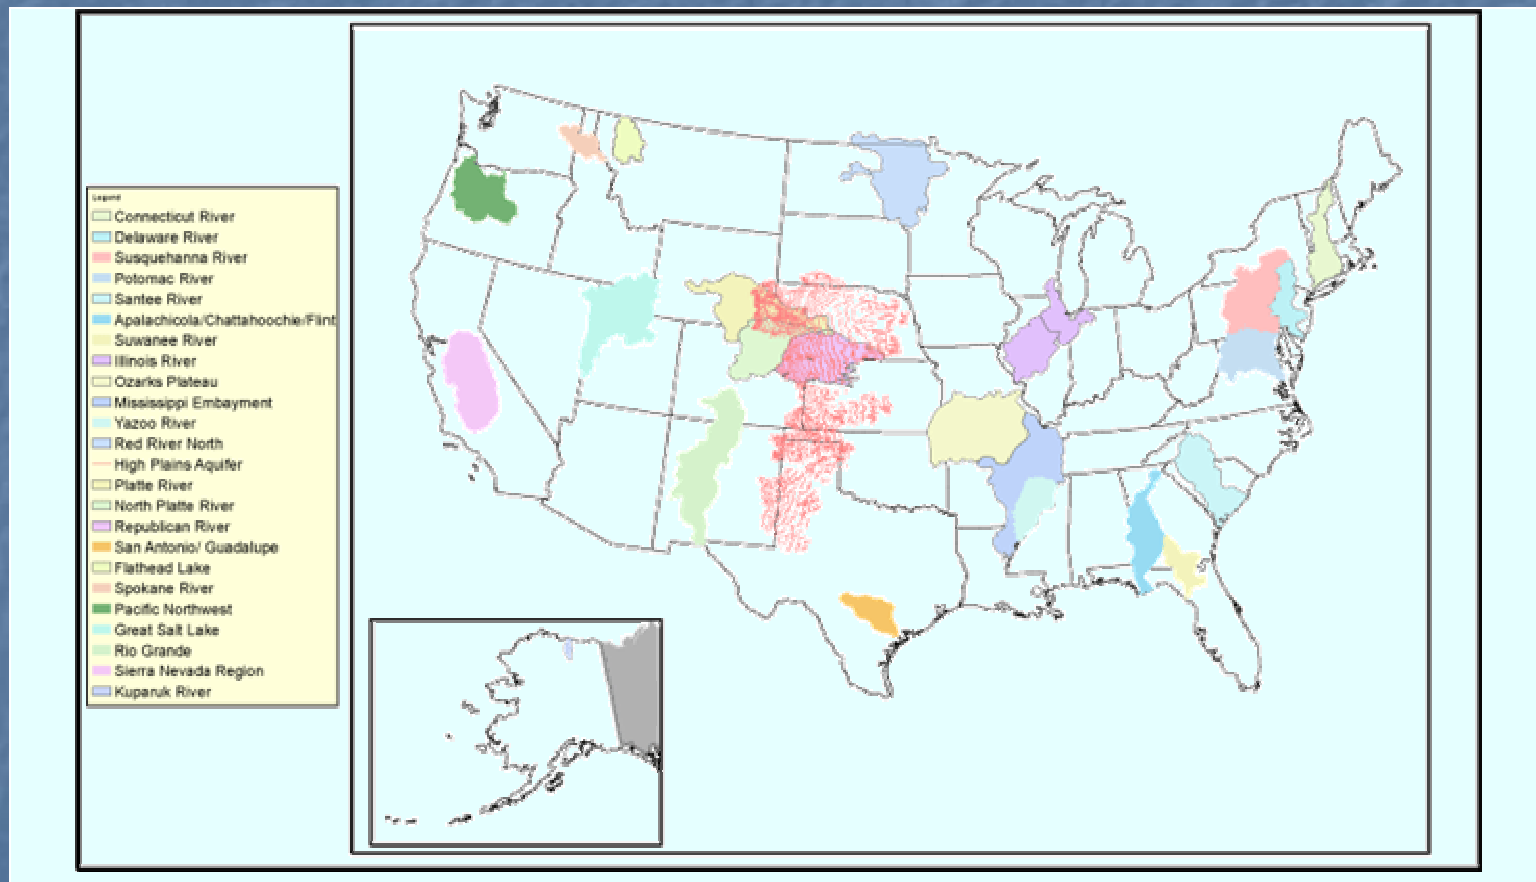 Legend
Connecticut River
Delaware River
Susquehanna River
Potomac River
Santee River
Apalachicola/Chattahoochie/Flint
Suwanee River
Illinois River
Ozarks Plateau
Mississippi Embayment
Yazoo River
Red River North
High Plains Aquifer
Platte River
North Platte River
Republican River
San Antonio/ Guadalupe
Flathead Lake
Spokane River
Pacific Northwest
Great Salt Lake
Rio Grande
Sierra Nevada Region
Kuparuk River